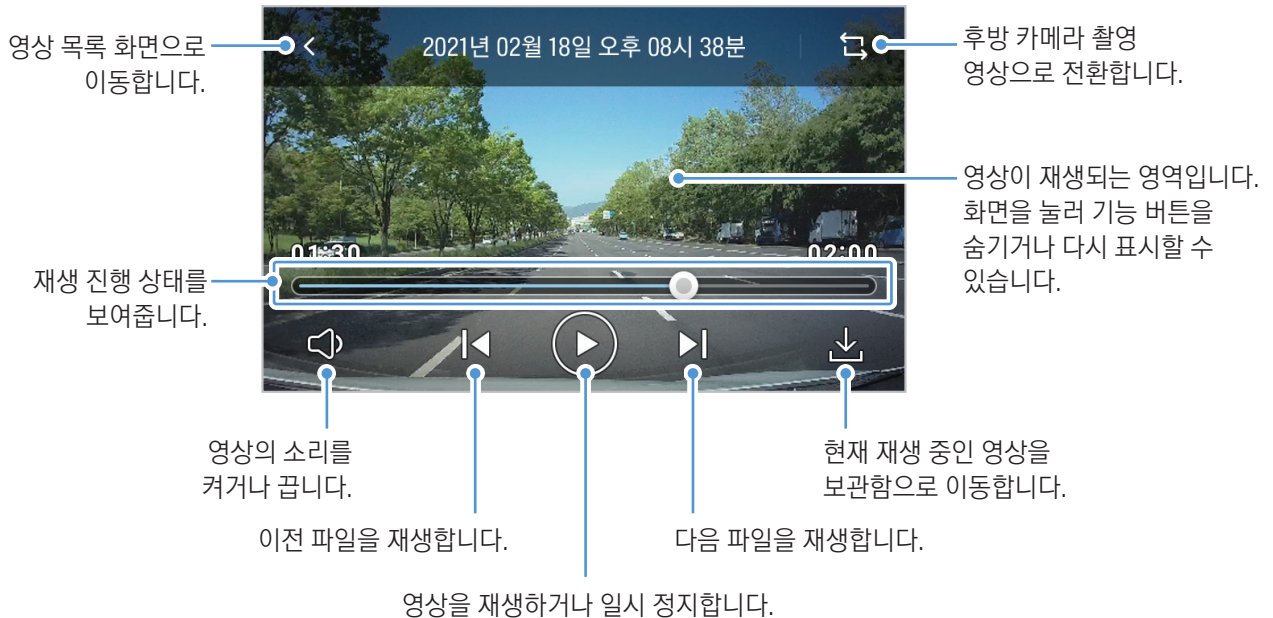 영상 목록 화면으로
이동합니다.
2021년 02월 18일 오후 08시 38분
후방 카메라 촬영
영상으로 전환합니다.
영상이 재생되는 영역입니다.
화면을 눌러 기능 버튼을
숨기거나 다시 표시할 수
있습니다.
01:30
02:00
재생 진행 상태를
보여줍니다.
영상의 소리를
켜거나 끕니다.
현재 재생 중인 영상을
보관함으로 이동합니다.
이전 파일을 재생합니다.
다음 파일을 재생합니다.
영상을 재생하거나 일시 정지합니다.